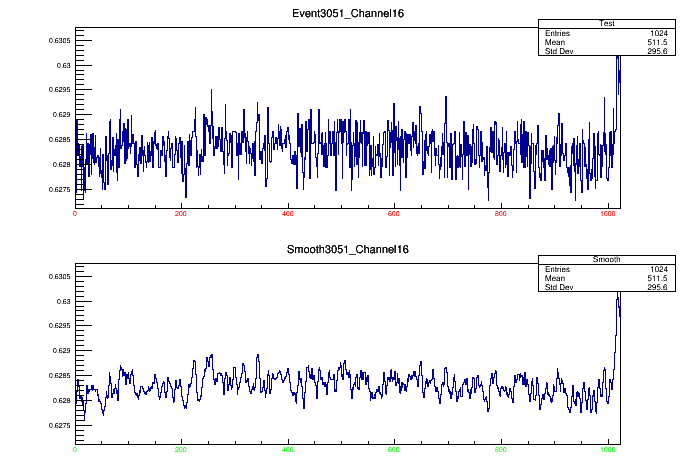 Event3051_Channel16
Test
Entries 1024
Mean 511.5
Std Dev 295.6
0.6305
0.63
0.6295
0.629
0.6285
0.628
0.6275
0 200 400 600 800 1000
Smooth3051_Channel16
Smooth
Entries 1024
Mean 511.5
Std Dev 295.6
0.6305
0.63
0.6295
0.629
0.6285
0.628
0.6275
0 200 400 600 800 1000